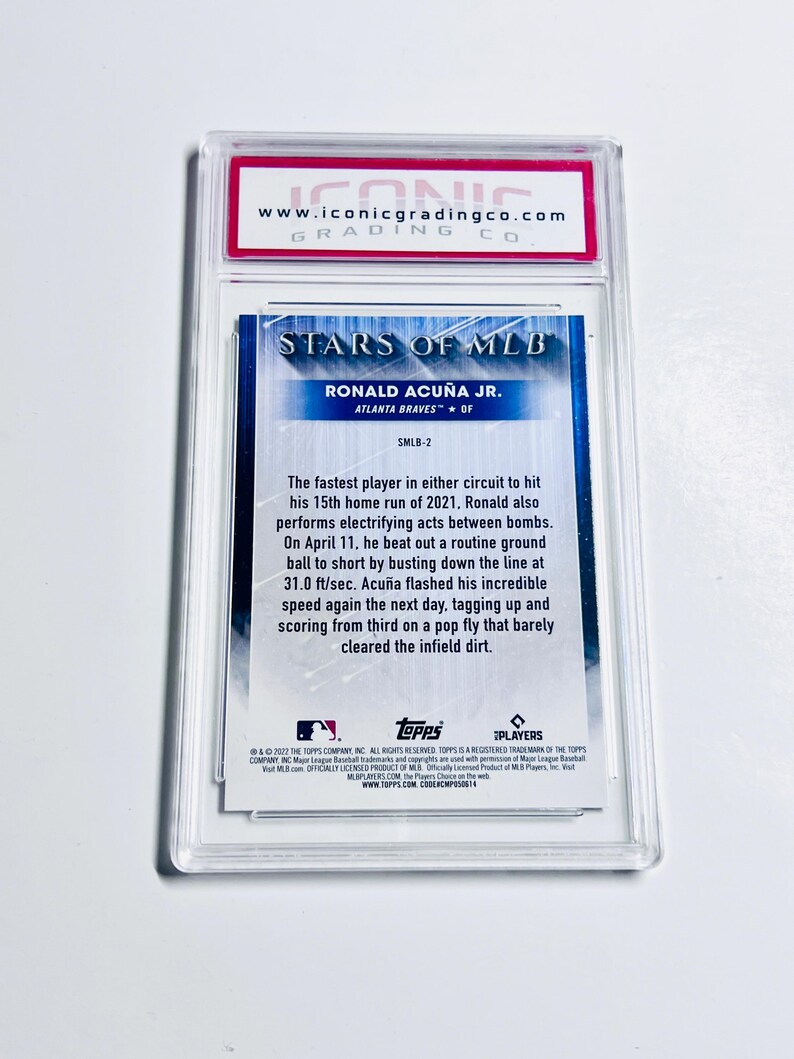 ICONIC
www.iconicgradingco.com
GRADING CO.
STARS OF MLB™
RONALD ACUÑA JR.
ATLANTA BRAVES™ ★ OF
SMLB-2
The fastest player in either circuit to hit
his 15th home run of 2021, Ronald also
performs electrifying acts between bombs.
On April 11, he beat out a routine ground
ball to short by busting down the line at
31.0 ft/sec. Acuña flashed his incredible
speed again the next day, tagging up and
scoring from third on a pop fly that barely
cleared the infield dirt.
topps®
MLB PLAYERS
® & © 2022 THE TOPPS COMPANY, INC. ALL RIGHTS RESERVED. TOPPS IS A REGISTERED TRADEMARK OF THE TOPPS
COMPANY, INC Major League Baseball trademarks and copyrights are used with permission of Major League Baseball.
Visit MLB.com. OFFICIALLY LICENSED PRODUCT OF MLB. Officially Licensed Product of MLB Players, Inc. Visit
MLBPLAYERS.COM, the Players Choice on the web.
WWW.TOPPS.COM. CODE#CMP050614